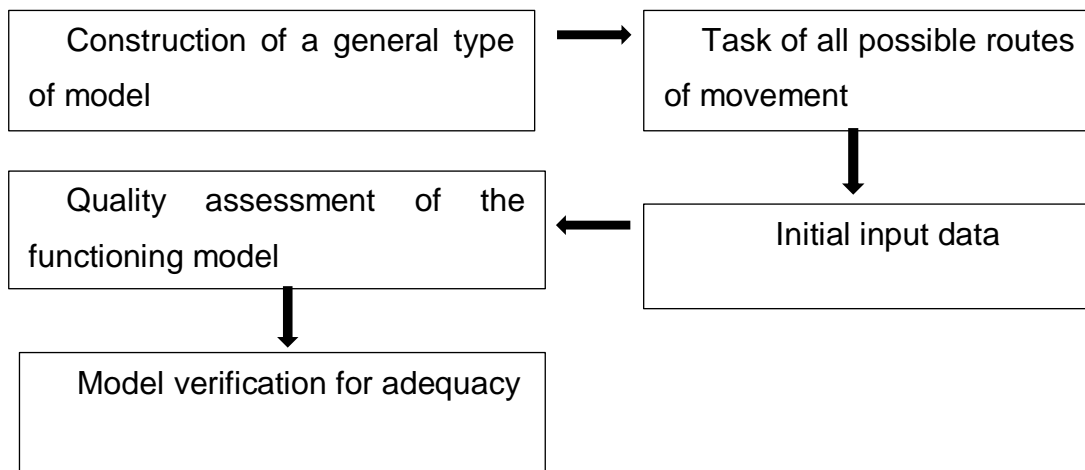 Construction of a general type
of model
Task of all possible routes
of movement
Quality assessment of the
functioning model
Initial input data
Model verification for adequacy